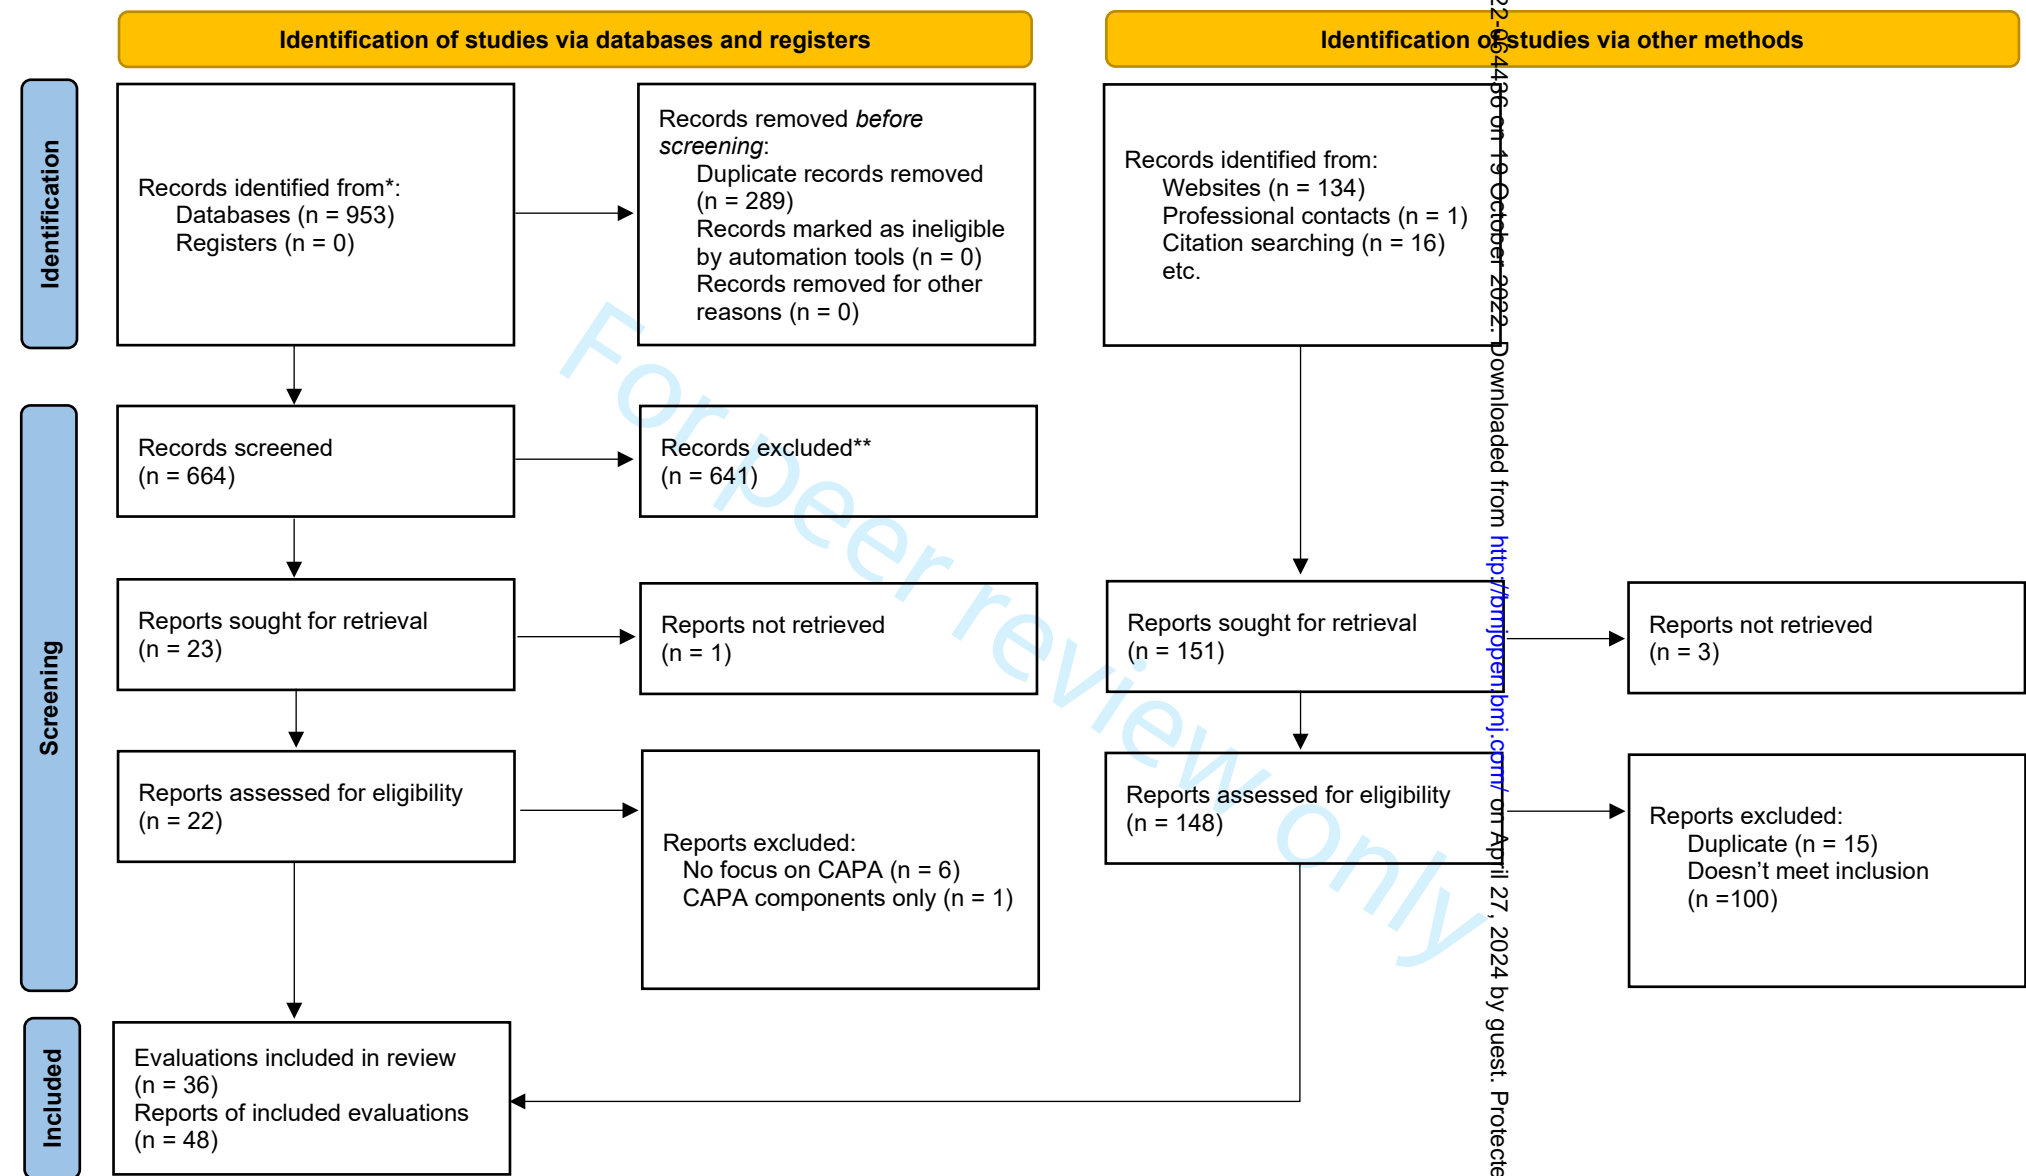 Identification of studies via databases and registers
Identification of studies via other methods
Identification
Records identified from*:
Databases (n = 953)
Registers (n = 0)
Records removed before
screening:
Duplicate records removed
(n = 289)
Records marked as ineligible
by automation tools (n = 0)
Records removed for other
reasons (n = 0)
Records identified from:
Websites (n = 134)
Professional contacts (n = 1)
Citation searching (n = 16)
etc.
Screening
Records screened
(n = 664)
Records excluded**
(n = 641)
Reports sought for retrieval
(n = 23)
Reports not retrieved
(n = 1)
Reports sought for retrieval
(n = 151)
Reports not retrieved
(n = 3)
Reports assessed for eligibility
(n = 22)
Reports excluded:
No focus on CAPA (n = 6)
CAPA components only (n = 1)
Reports assessed for eligibility
(n = 148)
Reports excluded:
Duplicate (n = 15)
Doesn't meet inclusion
(n =100)
Included
Evaluations included in review
(n = 36)
Reports of included evaluations
(n = 48)
For peer review only
22-064436 on 19 October 2022. Downloaded from http://bmjopen.bmj.com/ on April 27, 2024 by guest. Protecte